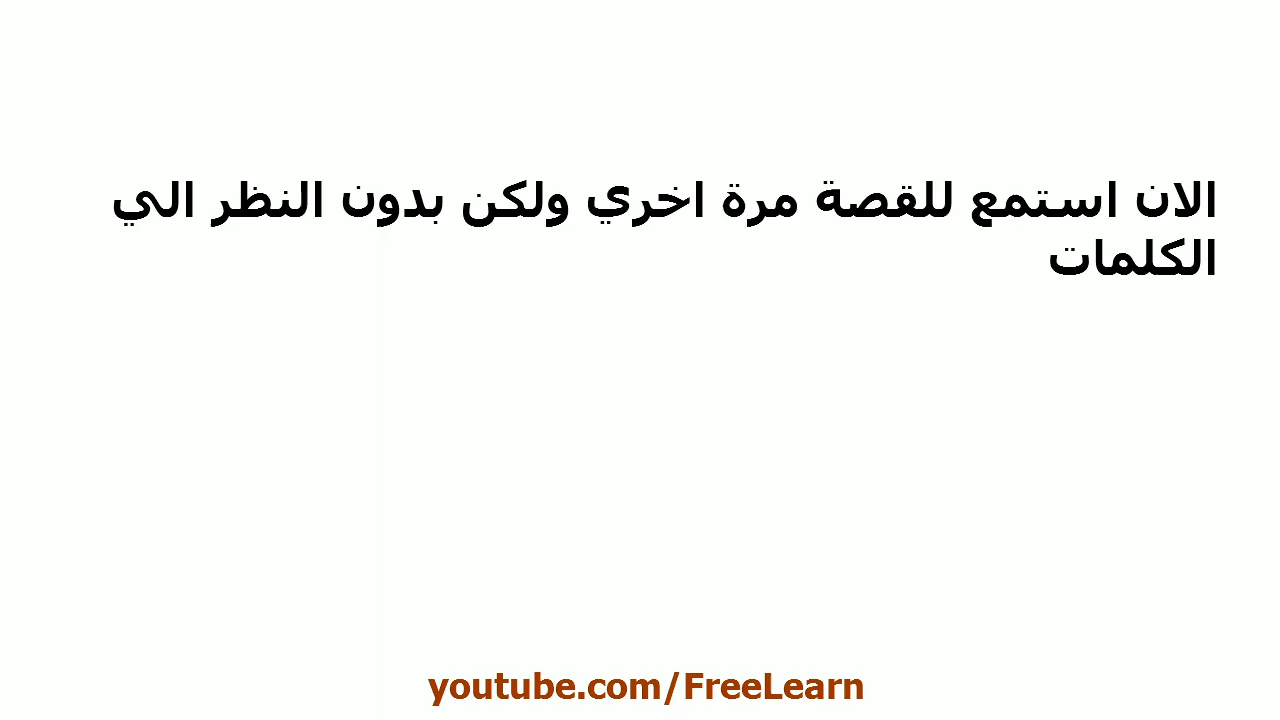 الان استمع للقصة مرة اخري ولكن بدون النظر الي
الكلمات
youtube.com/FreeLearn